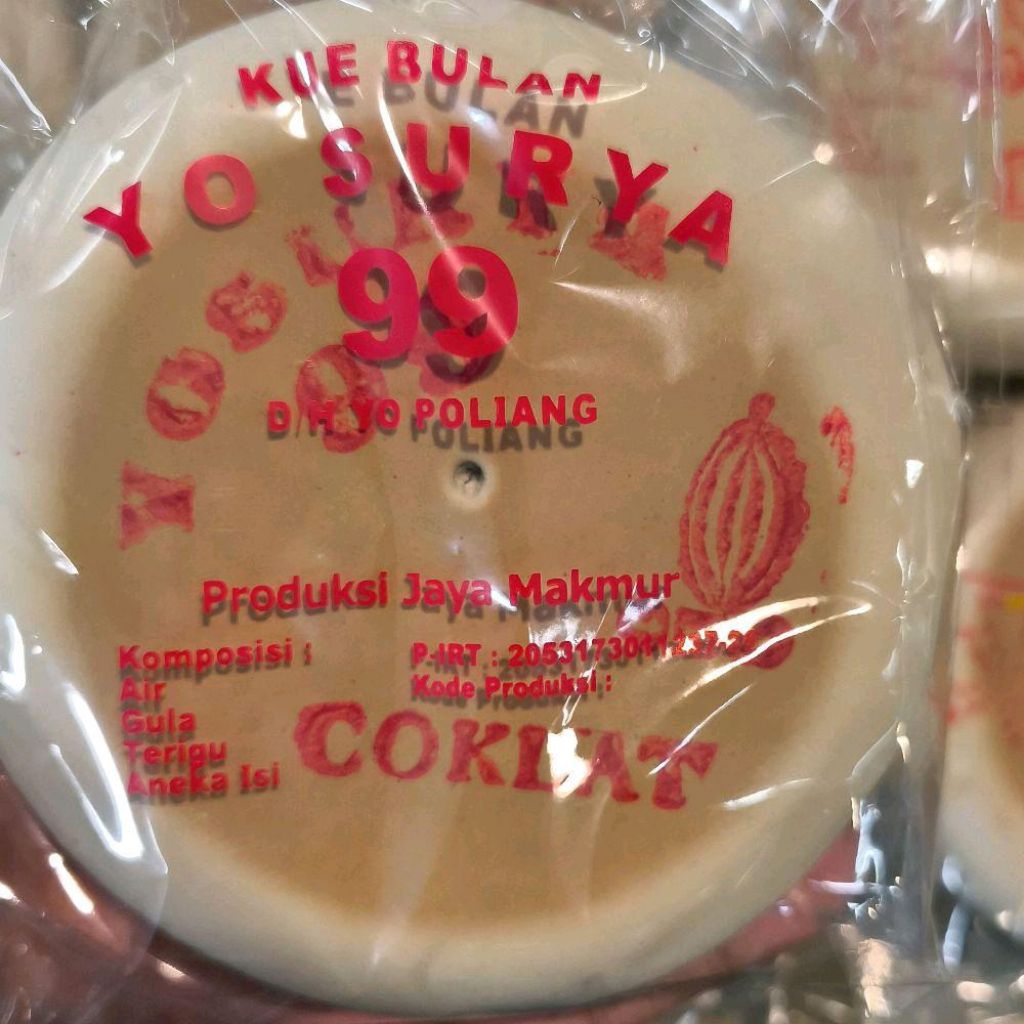 KUE BULAN
YO SURYA
99
D/H YO POLIANG
Produksi Jaya Makmur
Komposisi :
Air
Gula
Terigu
Aneka Isi
P-IRT :
Kode Produksi :
COKLAT